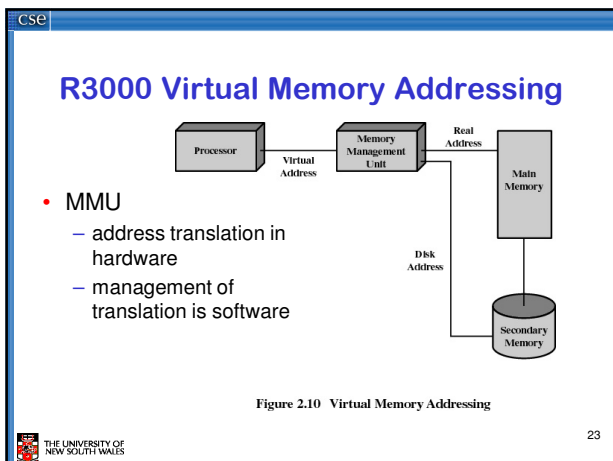 cse
R3000 Virtual Memory Addressing
Processor
Virtual
Address
Memory
Management
Unit
Real
Address
Main
Memory
Disk
Address
Secondary
Memory
• MMU
– address translation in
hardware
– management of
translation is software
Figure 2.10 Virtual Memory Addressing
THE UNIVERSITY OF
NEW SOUTH WALES
23